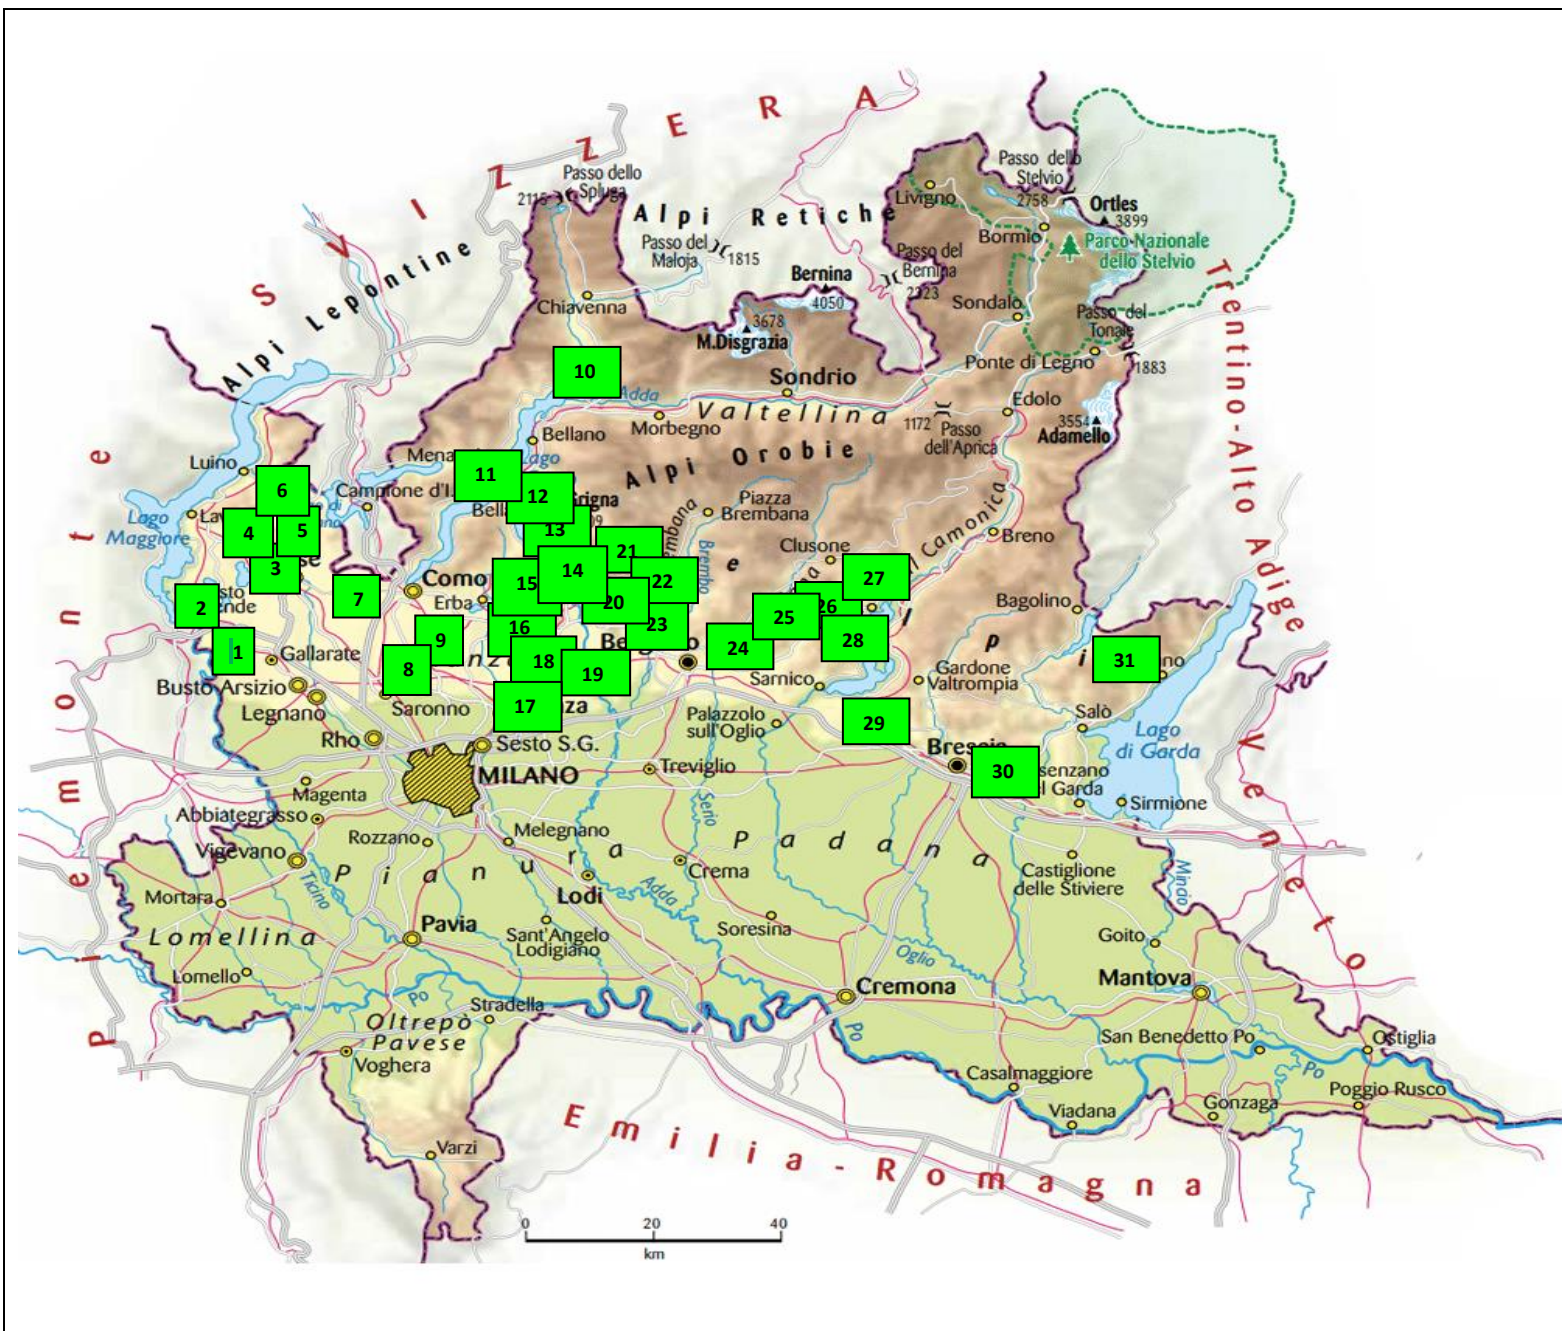 S V I Z Z E R A
Passo dello
Spluga
2115
Passo dello
Stelvio
2758
Livigno
Ortles
3899
Alpi Retiche
Bormio
Parco Nazionale
dello Stelvio
Passo del
Maloja
1815
Passo del
Bernina
2323
Bernina
4050
Alpi Lepontine
Chiavenna
Sondalo
Passo del
Tonale
1883
3678
M.Disgrazia
Ponte di Legno
Trentino-Alto Adige
10
Sondrio
Adda
Valtellina
Morbegno
Edolo
1172
Passo
dell'Aprica
3554
Adamello
Bellano
Alpi Orobie
Luino
11
6
12
Piazza
Brembana
Lago
Maggiore
4
5
13
Clusone
Camonica
Breno
Brembo
e
3
14
21
22
27
Como
15
2
7
Erba
20
26
Bagolino
25
16
23
l
1
9
24
28
p
Gallarate
8
18
19
i
31
Busto Arsizio
Sarnico
Gardone
Valtrompia
Legnano
Saronno
17
Palazzolo
sull'Oglio
29
Salò
Lago
di Garda
Rho
Sesto S.G.
Brescia
30
MILANO
Treviglio
Magenta
Sirmione
Abbiategrasso
Serio
Rozzano
Melegnano
Pianura Padana
Vigevano
Ticino
Crema
Castiglione
delle Stiviere
Mincio
Veneto
Piemonte
Mortara
Lodi
Adda
Pavia
Sant'Angelo
Lodigiano
Soresina
Goito
Lomellina
Oglio
Lomello
Cremona
Mantova
Po
Stradella
Oltrepò
Pavese
Po
San Benedetto Po
Ostiglia
Voghera
Po
Casalmaggiore
Poggio Rusco
Viadana
Gonzaga
Emilia-Romagna
Varzi
0 20 40
km